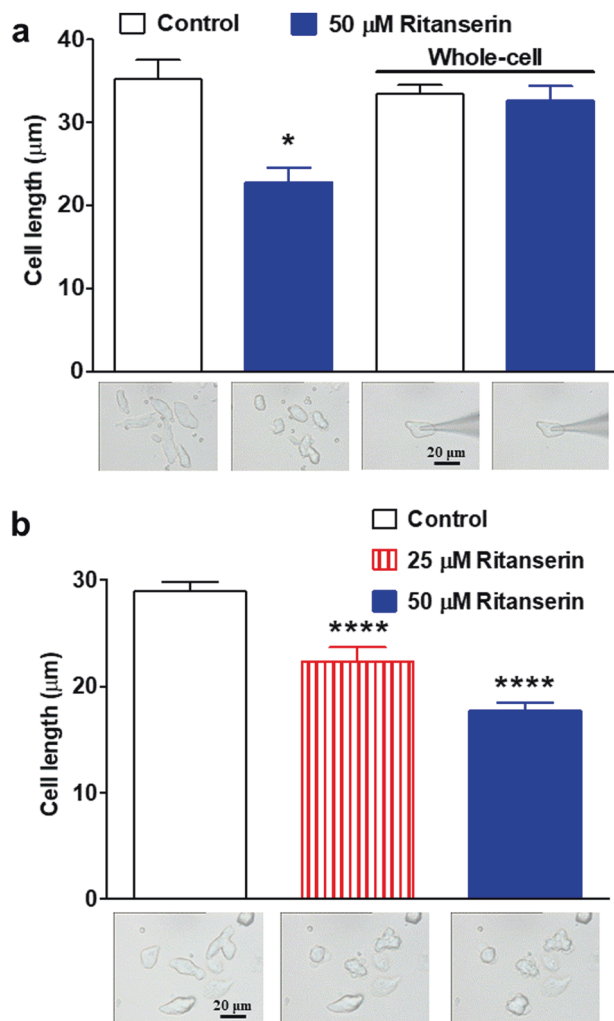 a
Control
50 μM Ritanserin
Whole-cell
Cell length (μm)
40
30
20
10
0
*
20 μm
b
Control
25 μM Ritanserin
50 μM Ritanserin
Cell length (μm)
30
20
10
0
****
****
20 μm